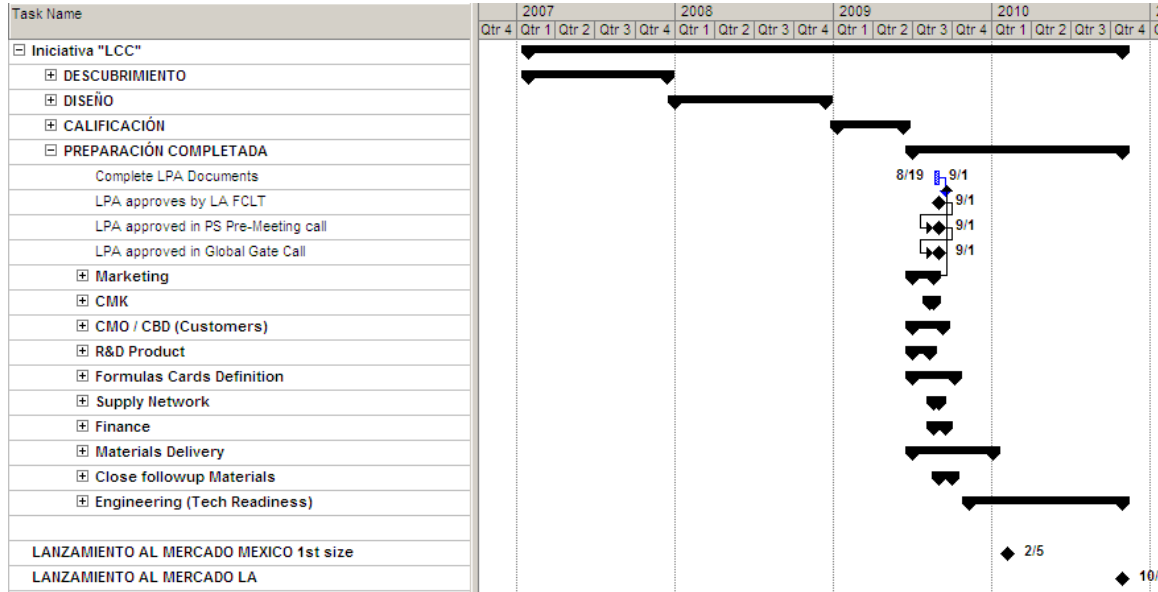 Task Name
2007 2008 2009 2010
Qtr 4 Qtr 1 Qtr 2 Qtr 3 Qtr 4 Qtr 1 Qtr 2 Qtr 3 Qtr 4 Qtr 1 Qtr 2 Qtr 3 Qtr 4 Qtr 1 Qtr 2 Qtr 3 Qtr 4
Iniciativa "LCC"
DESCUBRIMIENTO
DISEÑO
CALIFICACIÓN
PREPARACIÓN COMPLETADA
Complete LPA Documents 8/19 9/1
LPA approves by LA FCLT 9/1
LPA approved in PS Pre-Meeting call 9/1
LPA approved in Global Gate Call 9/1
Marketing
CMK
CMO / CBD (Customers)
R&D Product
Formulas Cards Definition
Supply Network
Finance
Materials Delivery
Close followup Materials
Engineering (Tech Readiness)
LANZAMIENTO AL MERCADO MEXICO 1st size 2/5
LANZAMIENTO AL MERCADO LA 10/